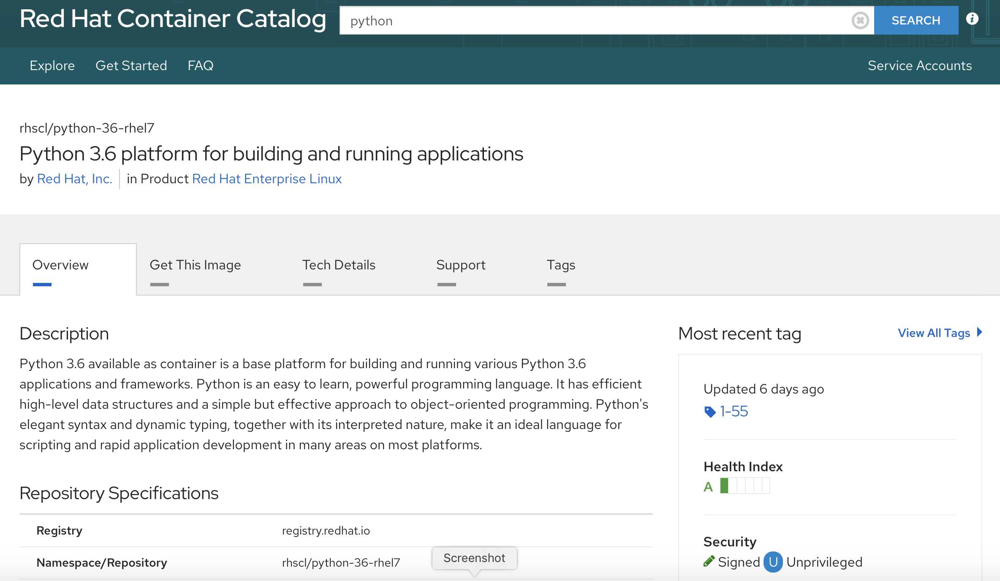 Red Hat Container Catalog
python
SEARCH
i
Explore
Get Started
FAQ
Service Accounts
rhscl/python-36-rhel7
Python 3.6 platform for building and running applications
by Red Hat, Inc. in Product Red Hat Enterprise Linux
Overview
Get This Image
Tech Details
Support
Tags
Description
Python 3.6 available as container is a base platform for building and running various Python 3.6
applications and frameworks. Python is an easy to learn, powerful programming language. It has efficient
high-level data structures and a simple but effective approach to object-oriented programming. Python's
elegant syntax and dynamic typing, together with its interpreted nature, make it an ideal language for
scripting and rapid application development in many areas on most platforms.
Repository Specifications
Registry registry.redhat.io
Namespace/Repository rhscl/python-36-rhel7
Screenshot
Most recent tag
View All Tags
Updated 6 days ago
1-55
Health Index
A
Security
Signed U Unprivileged